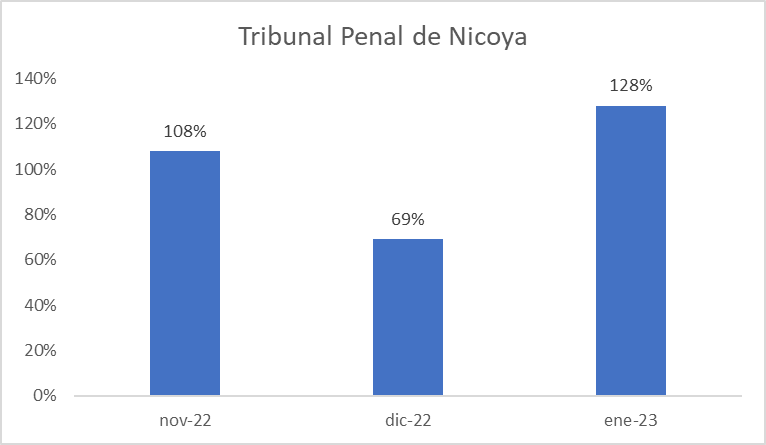 Tribunal Penal de Nicoya
140%
120%
100%
80%
60%
40%
20%
0%
108%
69%
128%
nov-22
dic-22
ene-23